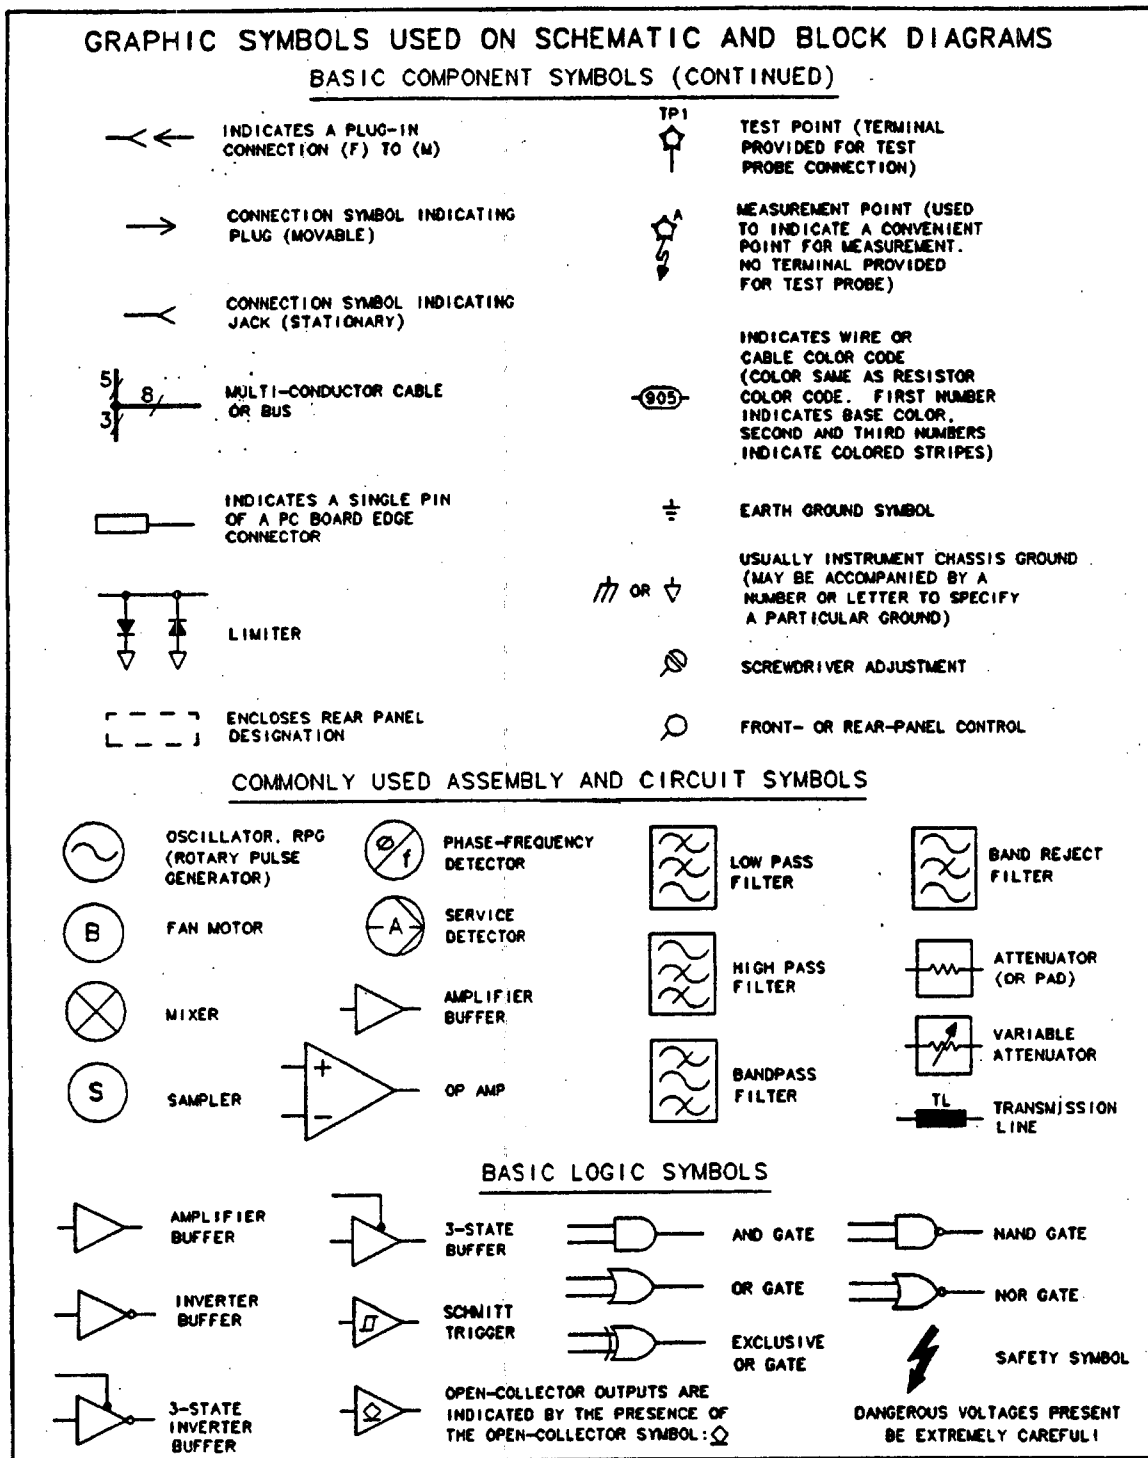 GRAPHIC SYMBOLS USED ON SCHEMATIC AND BLOCK DIAGRAMS
BASIC COMPONENT SYMBOLS (CONTINUED)
INDICATES A PLUG-IN
CONNECTION (F) TO (M)
CONNECTION SYMBOL INDICATING
PLUG (MOVABLE)
CONNECTION SYMBOL INDICATING
JACK (STATIONARY)
5
8
3
MULTI-CONDUCTOR CABLE
OR BUS
INDICATES A SINGLE PIN
OF A PC BOARD EDGE
CONNECTOR
LIMITER
ENCLOSES REAR PANEL
DESIGNATION
TP1
TEST POINT (TERMINAL
PROVIDED FOR TEST
PROBE CONNECTION)
A
MEASUREMENT POINT (USED
TO INDICATE A CONVENIENT
POINT FOR MEASUREMENT.
NO TERMINAL PROVIDED
FOR TEST PROBE)
905
INDICATES WIRE OR
CABLE COLOR CODE
(COLOR SAME AS RESISTOR
COLOR CODE. FIRST NUMBER
INDICATES BASE COLOR,
SECOND AND THIRD NUMBERS
INDICATE COLORED STRIPES)
EARTH GROUND SYMBOL
OR
USUALLY INSTRUMENT CHASSIS GROUND
(MAY BE ACCOMPANIED BY A
NUMBER OR LETTER TO SPECIFY
A PARTICULAR GROUND)
SCREWDRIVER ADJUSTMENT
FRONT- OR REAR-PANEL CONTROL
COMMONLY USED ASSEMBLY AND CIRCUIT SYMBOLS
OSCILLATOR, RPG
(ROTARY PULSE
GENERATOR)
B
FAN MOTOR
MIXER
S
SAMPLER
Ø/f
PHASE-FREQUENCY
DETECTOR
A
SERVICE
DETECTOR
AMPLIFIER
BUFFER
+
−
OP AMP
LOW PASS
FILTER
HIGH PASS
FILTER
BANDPASS
FILTER
BAND REJECT
FILTER
ATTENUATOR
(OR PAD)
VARIABLE
ATTENUATOR
TL
TRANSMISSION
LINE
BASIC LOGIC SYMBOLS
AMPLIFIER
BUFFER
INVERTER
BUFFER
3-STATE
INVERTER
BUFFER
3-STATE
BUFFER
SCHMITT
TRIGGER
OPEN-COLLECTOR OUTPUTS ARE
INDICATED BY THE PRESENCE OF
THE OPEN-COLLECTOR SYMBOL:
AND GATE
OR GATE
EXCLUSIVE
OR GATE
NAND GATE
NOR GATE
SAFETY SYMBOL
DANGEROUS VOLTAGES PRESENT
BE EXTREMELY CAREFUL!